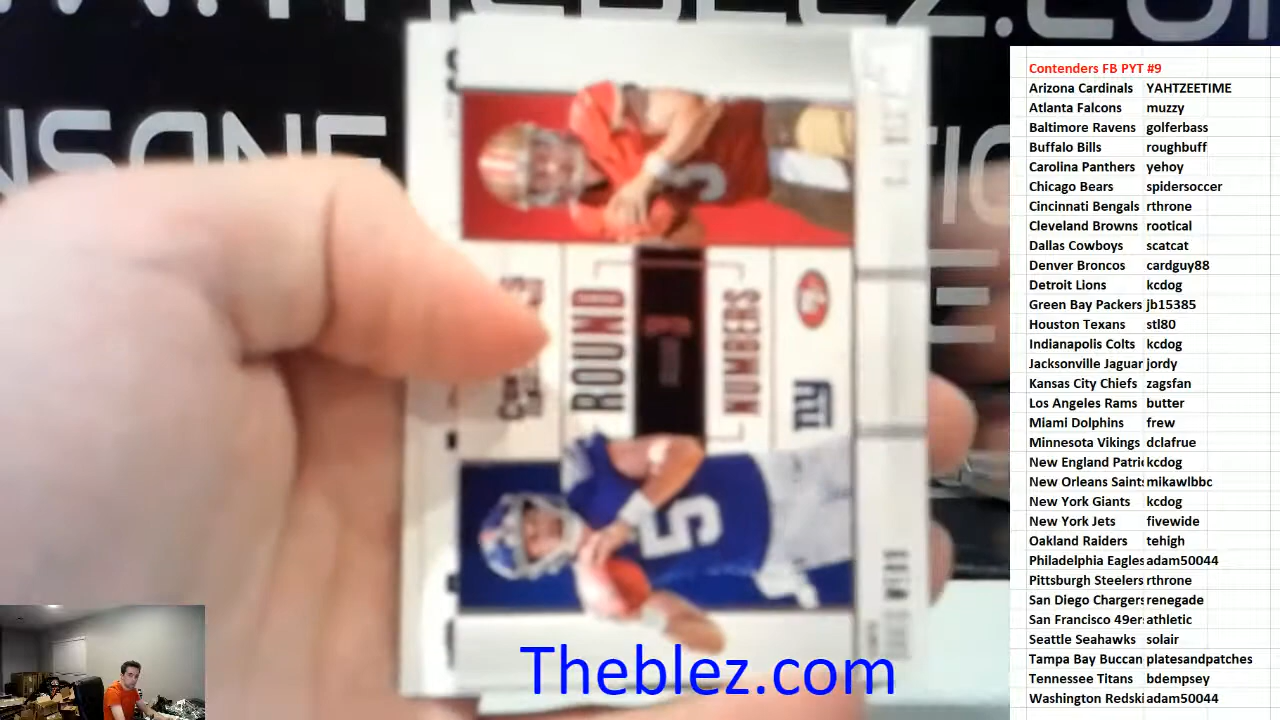 ROUND
NUMBERS
NY
5
3
Theblez.com
Contenders FB PYT #9
Arizona Cardinals YAHTZEETIME
Atlanta Falcons muzzy
Baltimore Ravens golferbass
Buffalo Bills roughbuff
Carolina Panthers yehoy
Chicago Bears spidersoccer
Cincinnati Bengals rthrone
Cleveland Browns rootical
Dallas Cowboys scatcat
Denver Broncos cardguy88
Detroit Lions kcdog
Green Bay Packers jb15385
Houston Texans stl80
Indianapolis Colts kcdog
Jacksonville Jaguar jordy
Kansas City Chiefs zagsfan
Los Angeles Rams butter
Miami Dolphins frew
Minnesota Vikings dclafrue
New England Patri kcdog
New Orleans Saint mikawlbbc
New York Giants kcdog
New York Jets fivewide
Oakland Raiders tehigh
Philadelphia Eagles adam50044
Pittsburgh Steelers rthrone
San Diego Chargers renegade
San Francisco 49er athletic
Seattle Seahawks solair
Tampa Bay Buccan platesandpatches
Tennessee Titans bdempsey
Washington Redski adam50044